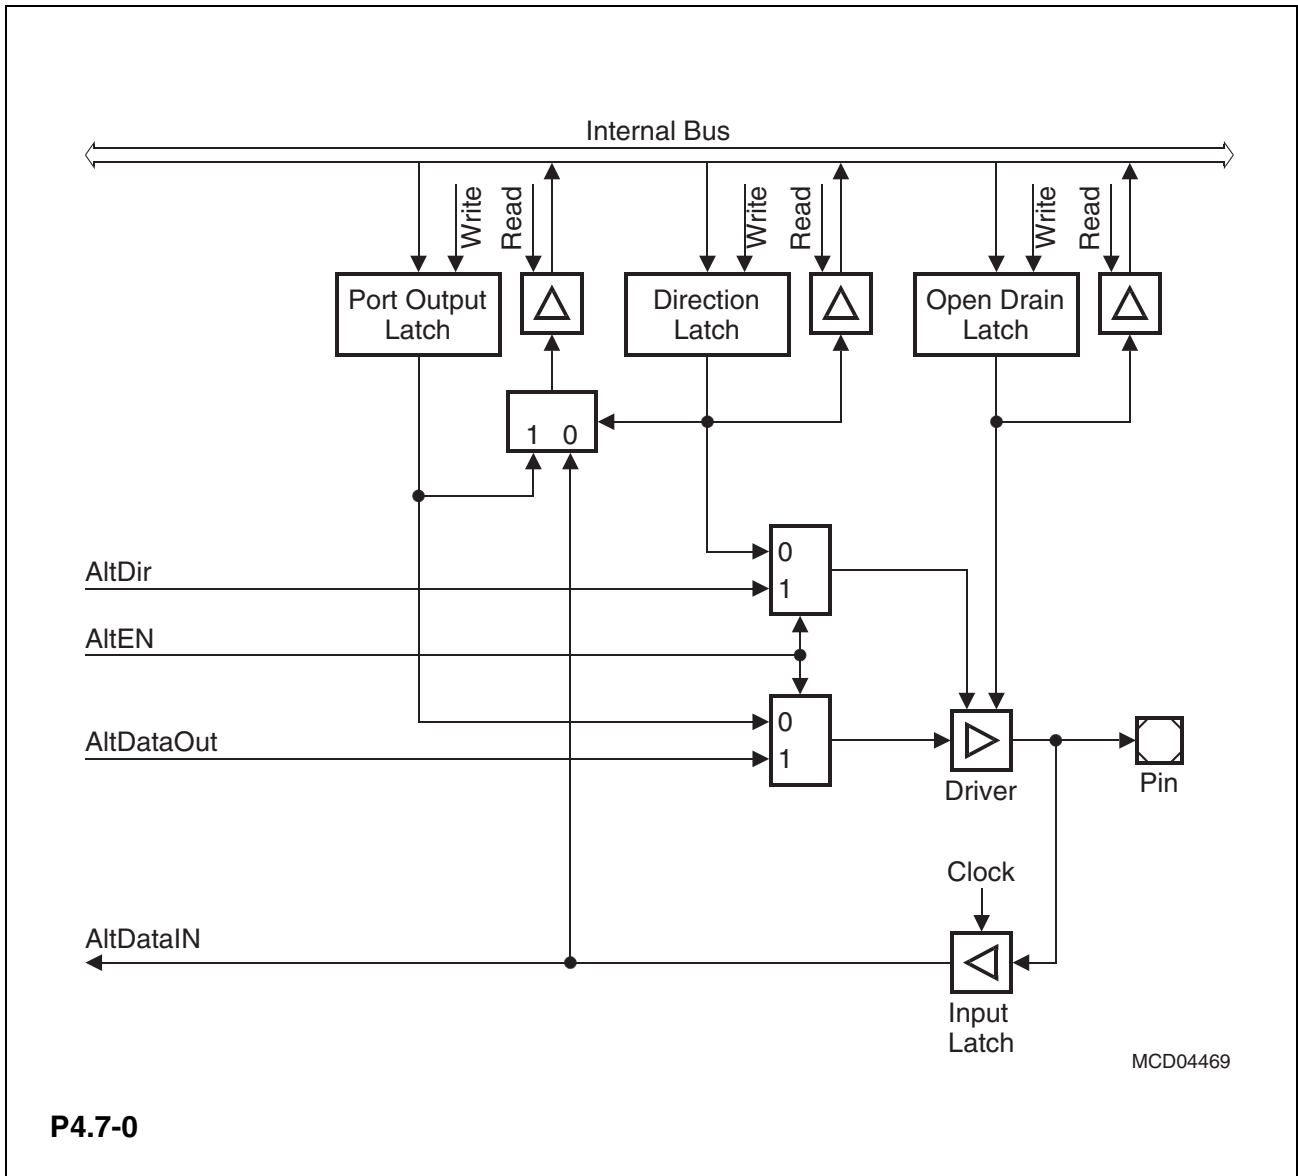 Internal Bus
Write
Read
Write
Read
Write
Read
Port Output
Latch
Direction
Latch
Open Drain
Latch
1 0
0
1
AltDir
AltEN
0
1
AltDataOut
Driver
Pin
Clock
AltDataIN
Input
Latch
MCD04469
P4.7-0